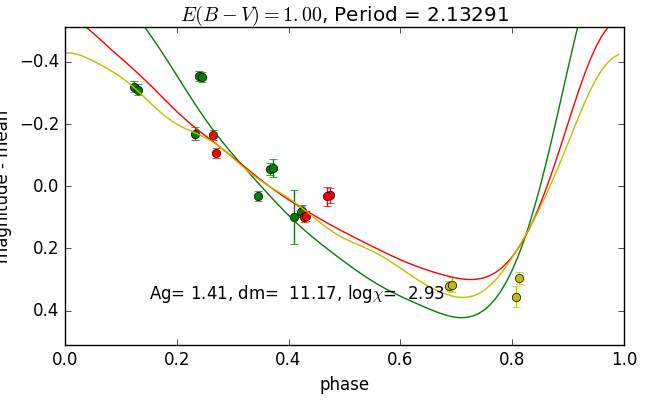 E(B − V) = 1.00, Period = 2.13291
−0.4
−0.2
0.0
0.2
0.4
magnitude - mean
Ag= 1.41, dm=  11.17, logχ=  2.93
0.0 0.2 0.4 0.6 0.8 1.0
phase